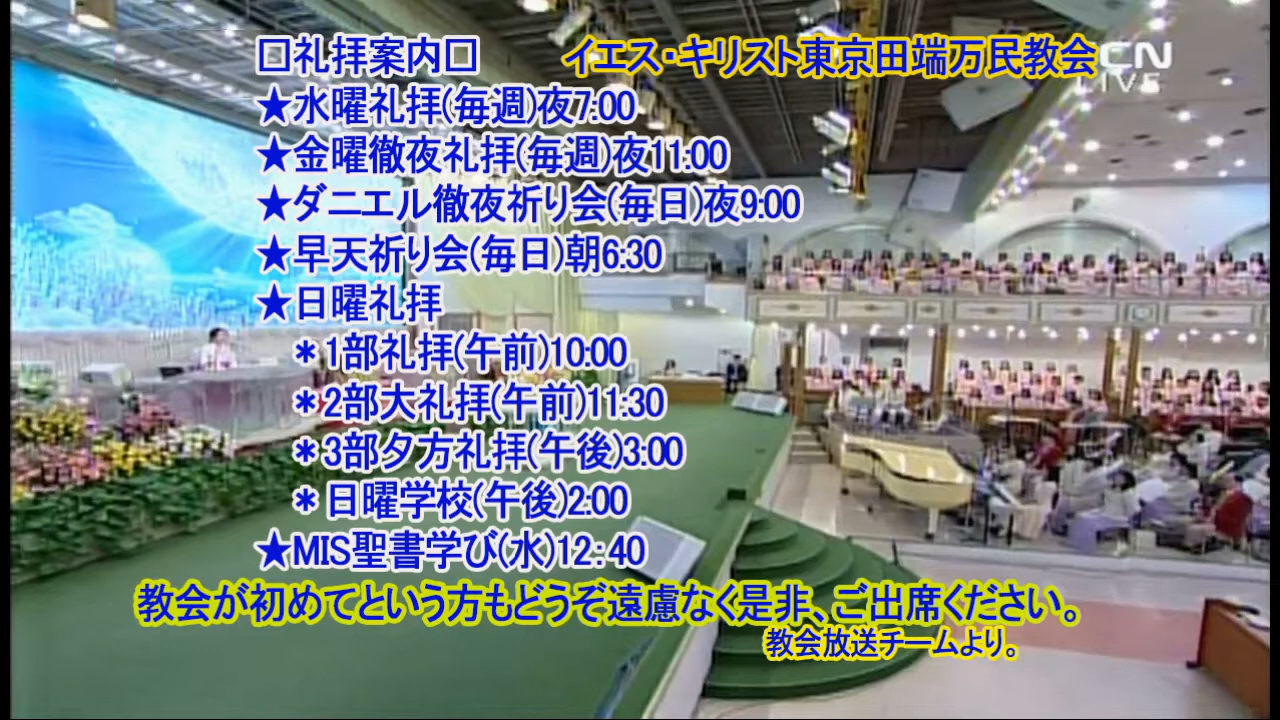 □礼拝案内□ イエス・キリスト東京田端万民教会 CN
LIVE
★水曜礼拝(毎週)夜7:00
★金曜徹夜礼拝(毎週)夜11:00
★ダニエル徹夜祈り会(毎日)夜9:00
★早天祈り会(毎日)朝6:30
★日曜礼拝
＊1部礼拝(午前)10:00
＊2部大礼拝(午前)11:30
＊3部夕方礼拝(午後)3:00
＊日曜学校(午後)2:00
★MIS聖書学び(水)12：40
教会が初めてという方もどうぞ遠慮なく是非、ご出席ください。
教会放送チームより。